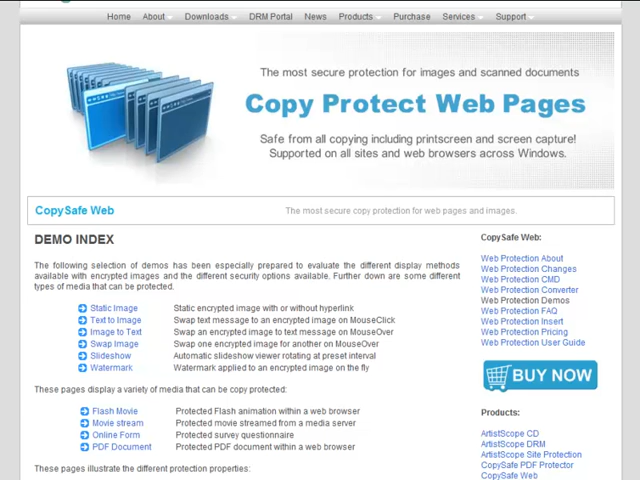 Home About Downloads DRM Portal News Products Purchase Services Support
The most secure protection for images and scanned documents
Copy Protect Web Pages
Safe from all copying including printscreen and screen capture!
Supported on all sites and web browsers across Windows.
CopySafe Web The most secure copy protection for web pages and images.
DEMO INDEX
The following selection of demos has been especially prepared to evaluate the different display methods
available with encrypted images and the different security options available. Further down are some different
types of media that can be protected.
Static Image Static encrypted image with or without hyperlink
Text to Image Swap text message to an encrypted image on MouseClick
Image to Text Swap an encrypted image to text message on MouseOver
Swap Image Swap one encrypted image for another on MouseOver
Slideshow Automatic slideshow viewer rotating at preset interval
Watermark Watermark applied to an encrypted image on the fly
These pages display a variety of media that can be copy protected:
Flash Movie Protected Flash animation within a web browser
Movie stream Protected movie streamed from a media server
Online Form Protected survey questionnaire
PDF Document Protected PDF document within a web browser
These pages illustrate the different protection properties:
CopySafe Web:
Web Protection About
Web Protection Changes
Web Protection CMD
Web Protection Converter
Web Protection Demos
Web Protection FAQ
Web Protection Insert
Web Protection Pricing
Web Protection User Guide
BUY NOW
Products:
ArtistScope CD
ArtistScope DRM
ArtistScope Site Protection
CopySafe PDF Protector
CopySafe Web